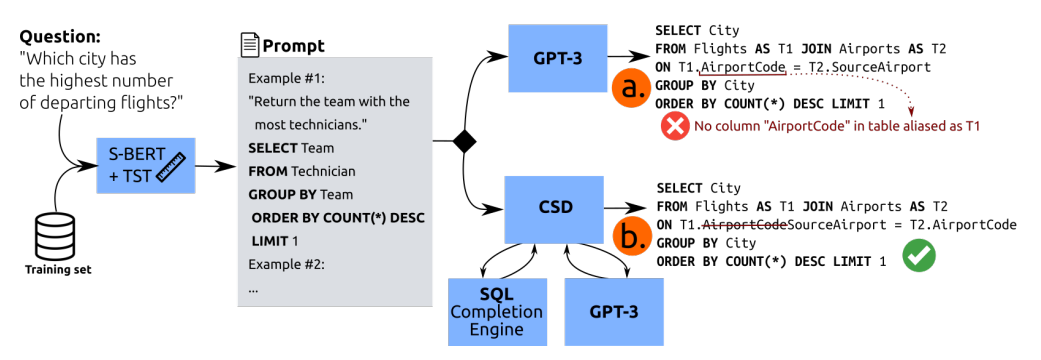 Question:
"Which city has
the highest number
of departing flights?"
S-BERT
+ TST
Training set
Prompt
Example #1:
"Return the team with the
most technicians."
SELECT Team
FROM Technician
GROUP BY Team
ORDER BY COUNT(*) DESC
LIMIT 1
Example #2:
...
GPT-3
a.
SELECT City
FROM Flights AS T1 JOIN Airports AS T2
ON T1.AirportCode = T2.SourceAirport
GROUP BY City
ORDER BY COUNT(*) DESC LIMIT 1
No column "AirportCode" in table aliased as T1
CSD
b.
SELECT City
FROM Flights AS T1 JOIN Airports AS T2
ON T1.AirportCodeSourceAirport = T2.AirportCode
GROUP BY City
ORDER BY COUNT(*) DESC LIMIT 1
SQL
Completion
Engine
GPT-3